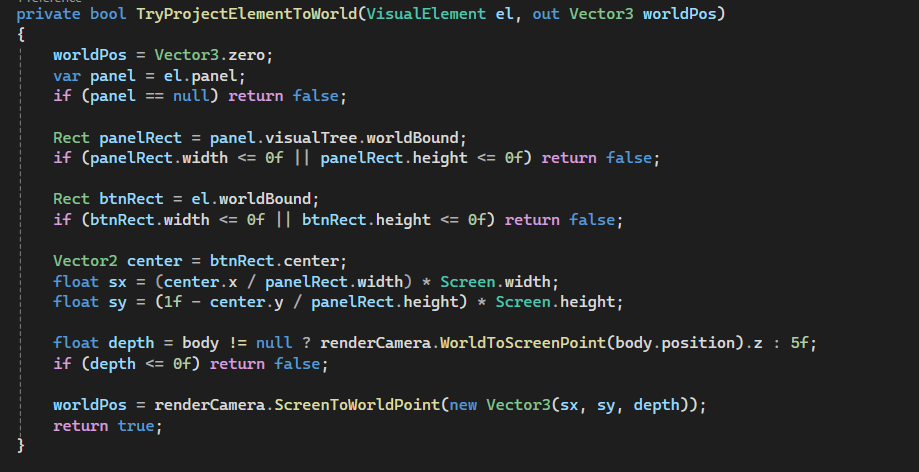 private bool TryProjectElementToWorld(VisualElement el, out Vector3 worldPos)
{
worldPos = Vector3.zero;
var panel = el.panel;
if (panel == null) return false;
Rect panelRect = panel.visualTree.worldBound;
if (panelRect.width <= 0f || panelRect.height <= 0f) return false;
Rect btnRect = el.worldBound;
if (btnRect.width <= 0f || btnRect.height <= 0f) return false;
Vector2 center = btnRect.center;
float sx = (center.x / panelRect.width) * Screen.width;
float sy = (1f - center.y / panelRect.height) * Screen.height;
float depth = body != null ? renderCamera.WorldToScreenPoint(body.position).z : 5f;
if (depth <= 0f) return false;
worldPos = renderCamera.ScreenToWorldPoint(new Vector3(sx, sy, depth));
return true;
}